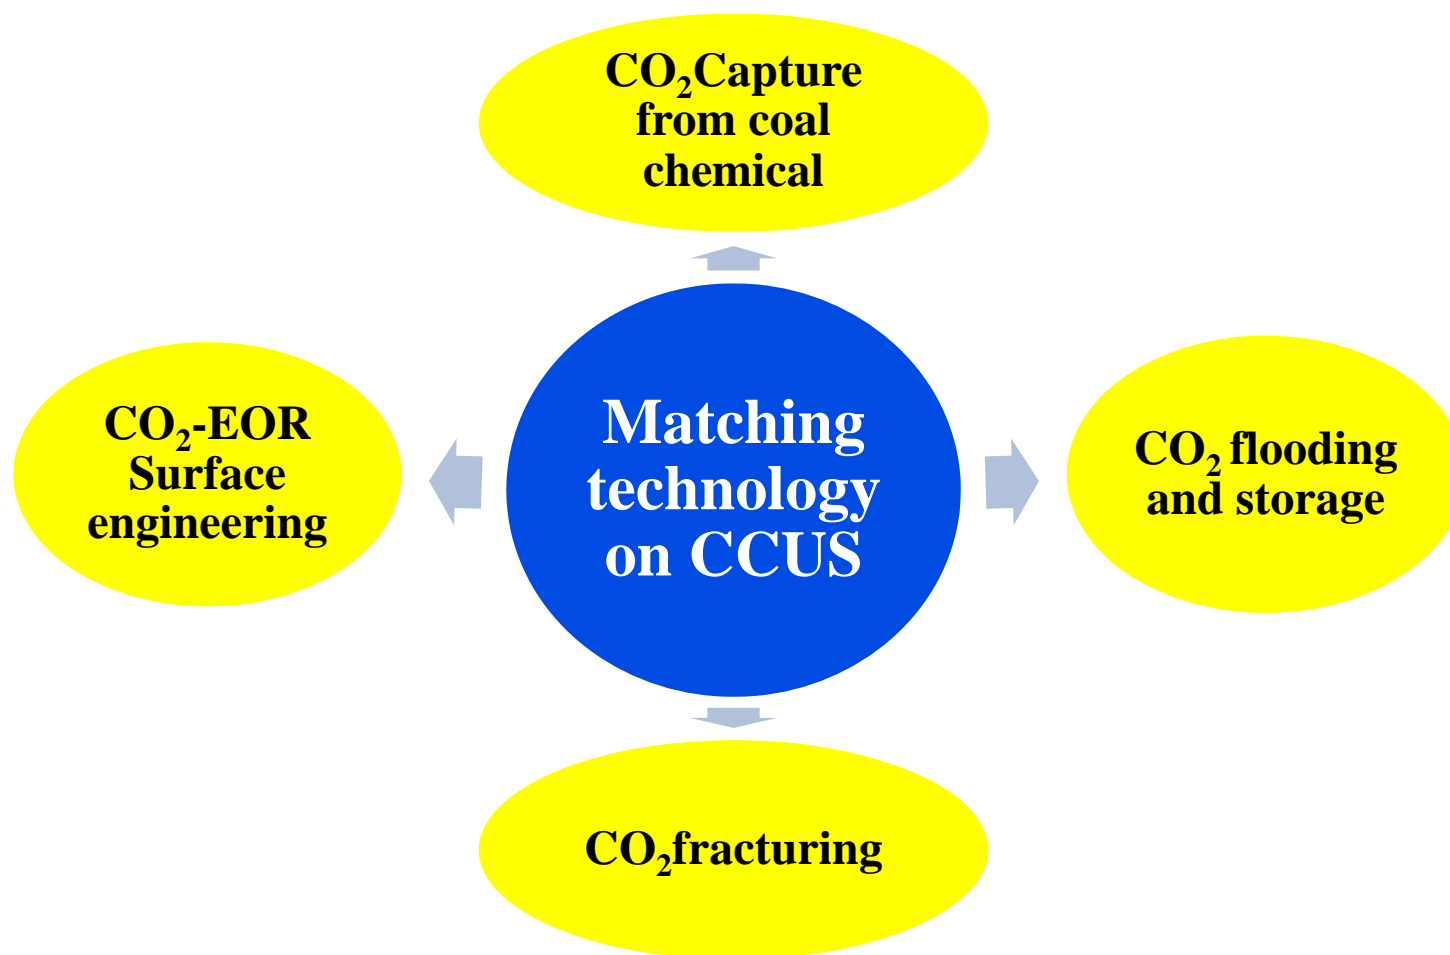 CO₂Capture
from coal
chemical
CO₂-EOR
Surface
engineering
Matching
technology
on CCUS
CO₂ flooding
and storage
CO₂fracturing